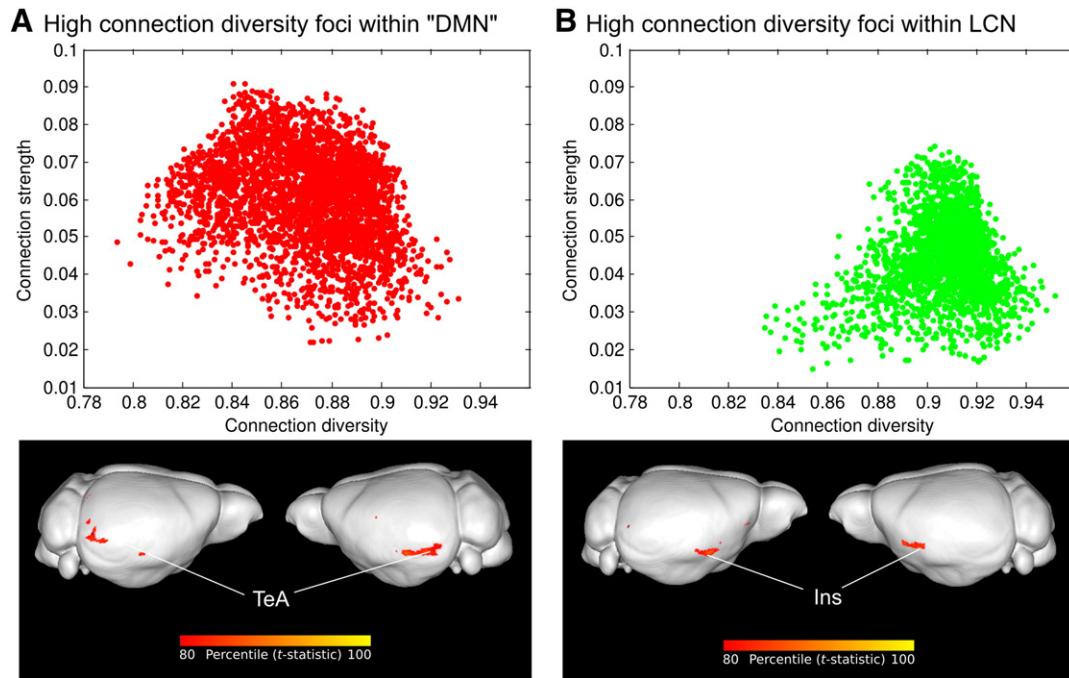 A High connection diversity foci within "DMN"
0.1
0.09
0.08
0.07
0.06
0.05
0.04
0.03
0.02
0.01
Connection strength
0.78 0.8 0.82 0.84 0.86 0.88 0.9 0.92 0.94
Connection diversity
TeA
80 Percentile (t-statistic) 100
B High connection diversity foci within LCN
0.1
0.09
0.08
0.07
0.06
0.05
0.04
0.03
0.02
0.01
Connection strength
0.78 0.8 0.82 0.84 0.86 0.88 0.9 0.92 0.94
Connection diversity
Ins
80 Percentile (t-statistic) 100